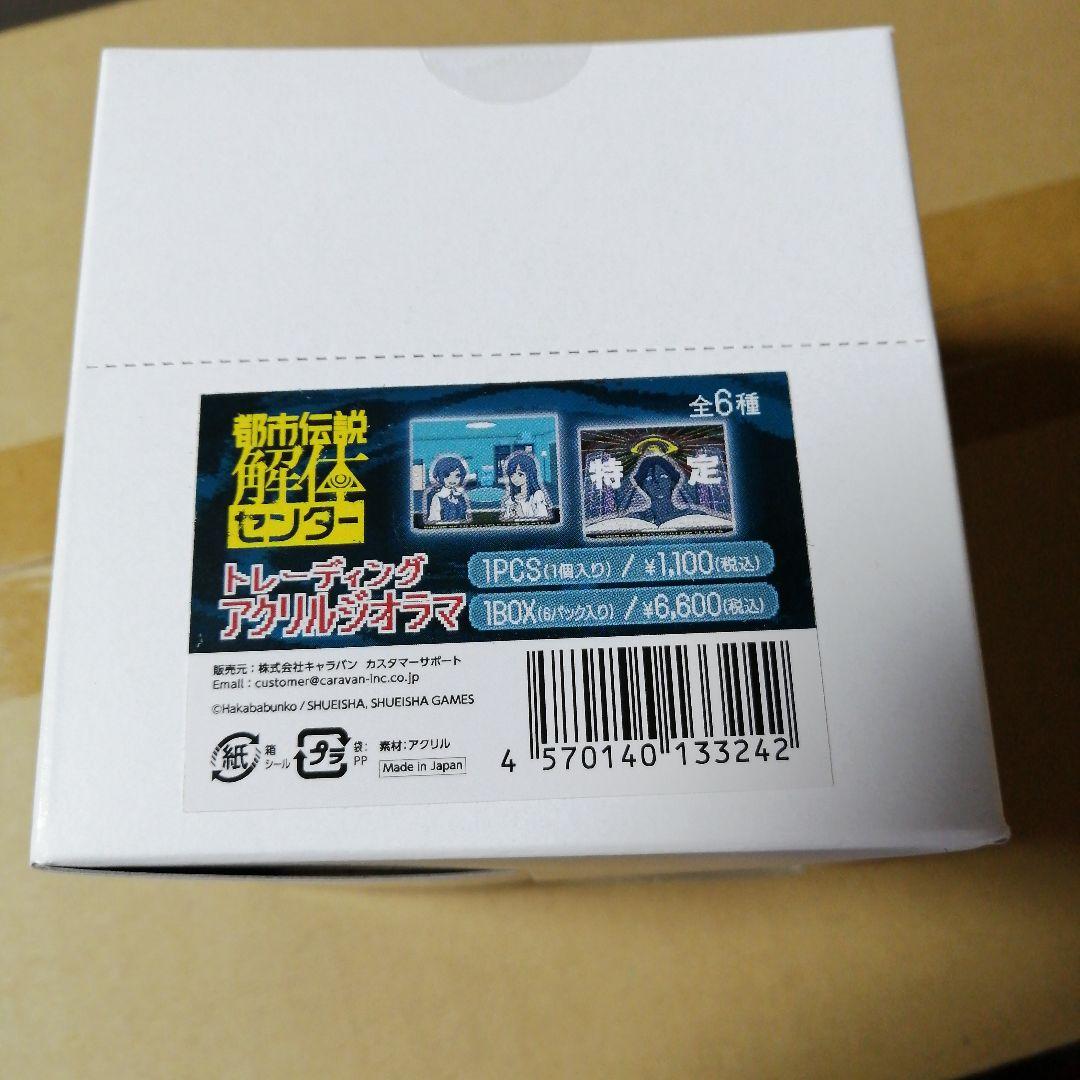 都市伝説
解体
センター
全6種
特定
トレーディング
アクリルジオラマ
1PCS(1個入り) / ¥1,100(税込)
1BOX(6パック入り) / ¥6,600(税込)
販売元:株式会社キャラバン カスタマーサポート
Email:customer@caravan-inc.co.jp
©Hakababunko / SHUEISHA, SHUEISHA GAMES
紙
箱
シール
プラ
袋:
PP
素材:アクリル
Made in Japan
4 570140 133242